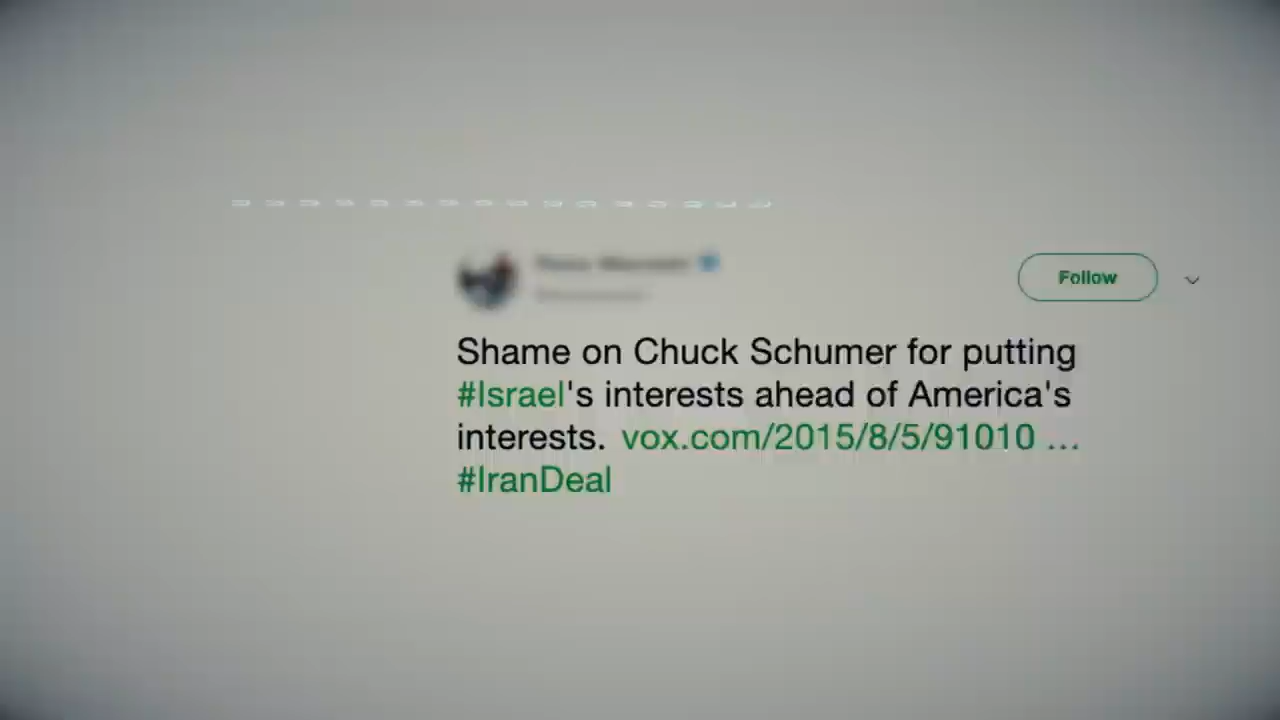 Follow
Shame on Chuck Schumer for putting
#Israel's interests ahead of America's
interests. vox.com/2015/8/5/91010 ...
#IranDeal